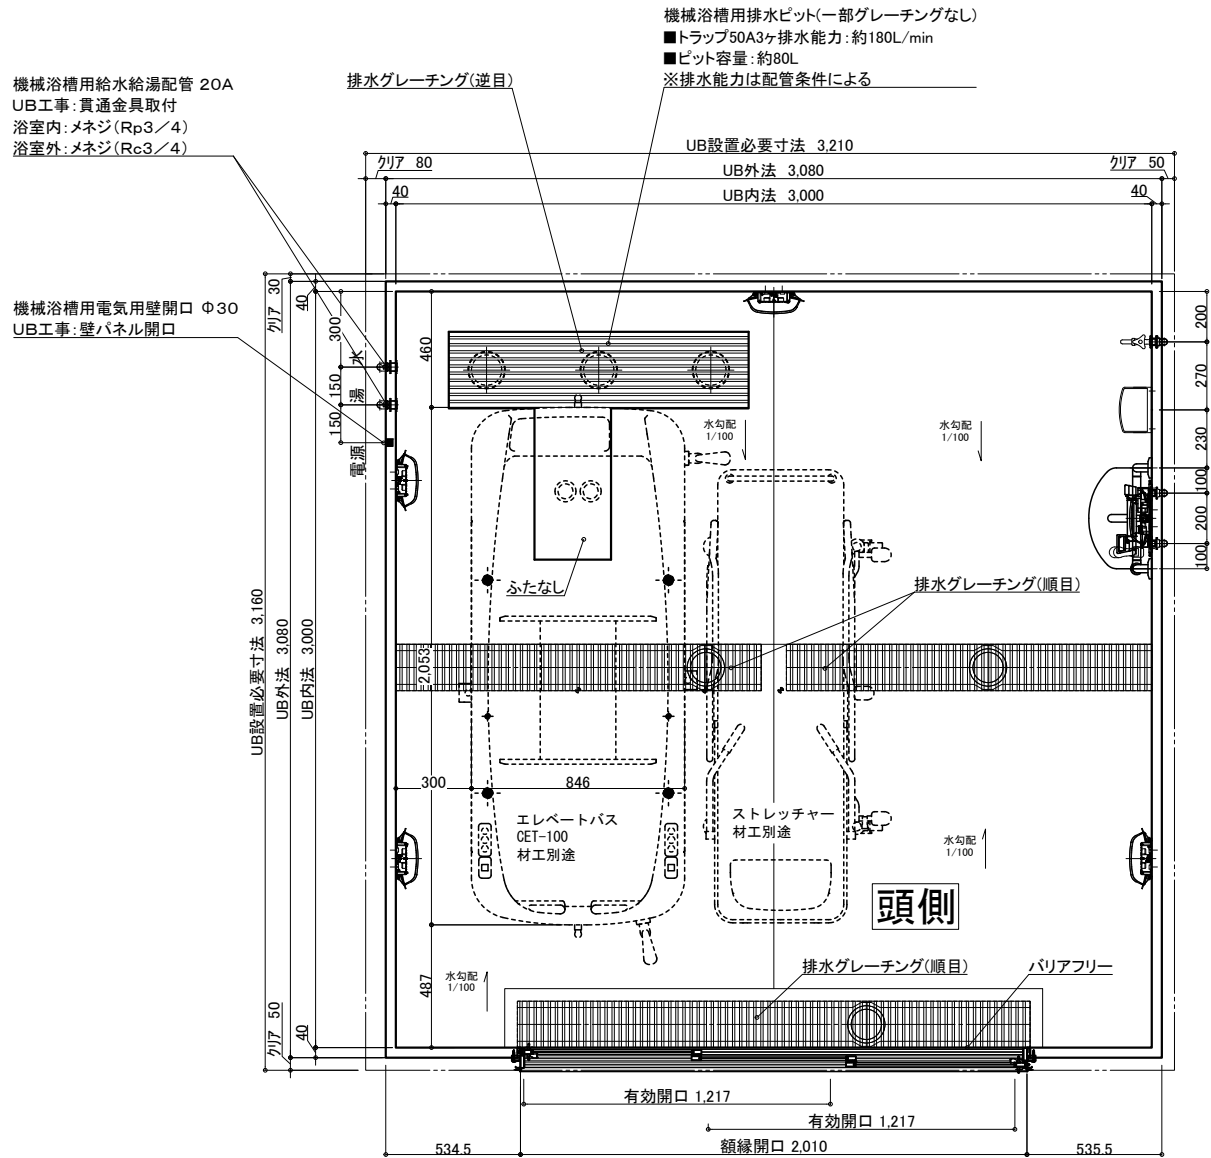 機械浴槽用排水ピット(一部グレーチングなし)
■トラップ50A3ヶ排水能力:約180L/min
■ピット容量:約80L
※排水能力は配管条件による
機械浴槽用給水給湯配管 20A
UB工事:貫通金具取付
浴室内:メネジ(Rp3/4)
浴室外:メネジ(Rc3/4)
排水グレーチング(逆目)
UB設置必要寸法 3,210
クリア 80
UB外法 3,080
クリア 50
40
UB内法 3,000
40
機械浴槽用電気用壁開口 Φ30
UB工事:壁パネル開口
クリア 30
40
300
水
150
湯
150
電源
460
200
270
230
100
200
100
水勾配
1/100
水勾配
1/100
ふたなし
排水グレーチング(順目)
UB設置必要寸法 3,160
UB外法 3,080
UB内法 3,000
2,053
300
846
エレベートバス
CET-100
材工別途
ストレッチャー
材工別途
水勾配
1/100
頭側
水勾配
1/100
487
排水グレーチング(順目)
バリアフリー
クリア 50
40
有効開口 1,217
有効開口 1,217
534.5
額縁開口 2,010
535.5